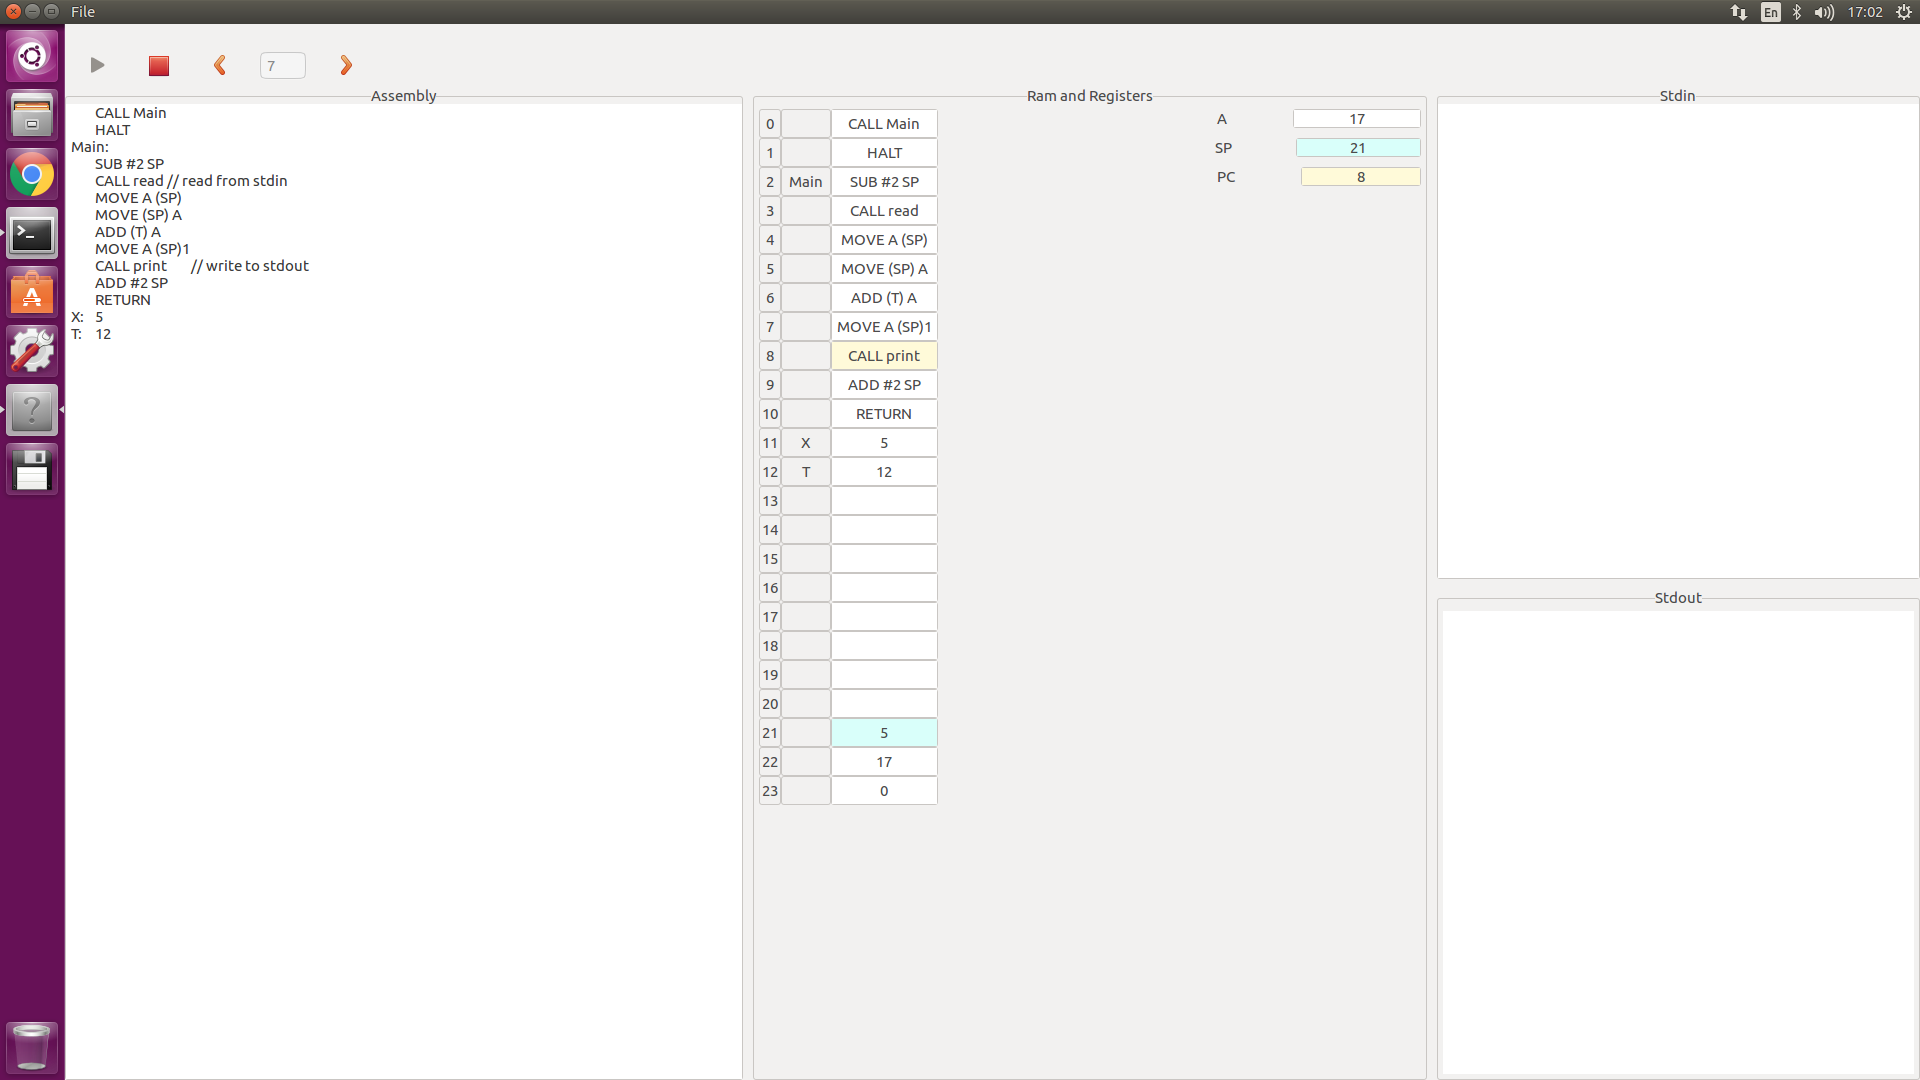 File
En
17:02
7
Assembly
CALL Main
HALT
Main:
SUB #2 SP
CALL read // read from stdin
MOVE A (SP)
MOVE (SP) A
ADD (T) A
MOVE A (SP)1
CALL print // write to stdout
ADD #2 SP
RETURN
X: 5
T: 12
Ram and Registers
0 CALL Main
1 HALT
2 Main SUB #2 SP
3 CALL read
4 MOVE A (SP)
5 MOVE (SP) A
6 ADD (T) A
7 MOVE A (SP)1
8 CALL print
9 ADD #2 SP
10 RETURN
11 X 5
12 T 12
13
14
15
16
17
18
19
20
21 5
22 17
23 0
A 17
SP 21
PC 8
Stdin
Stdout